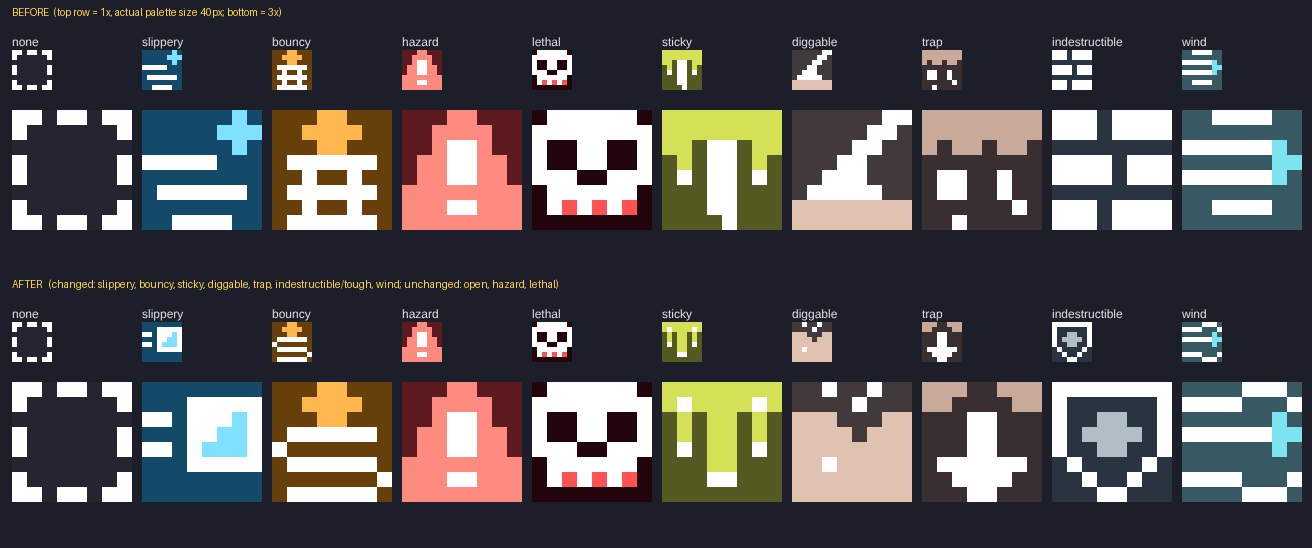 BEFORE (top row = 1x, actual palette size 40px; bottom = 3x)
none slippery bouncy hazard lethal sticky diggable trap indestructible wind
AFTER (changed: slippery, bouncy, sticky, diggable, trap, indestructible/tough, wind; unchanged: open, hazard, lethal)
none slippery bouncy hazard lethal sticky diggable trap indestructible wind